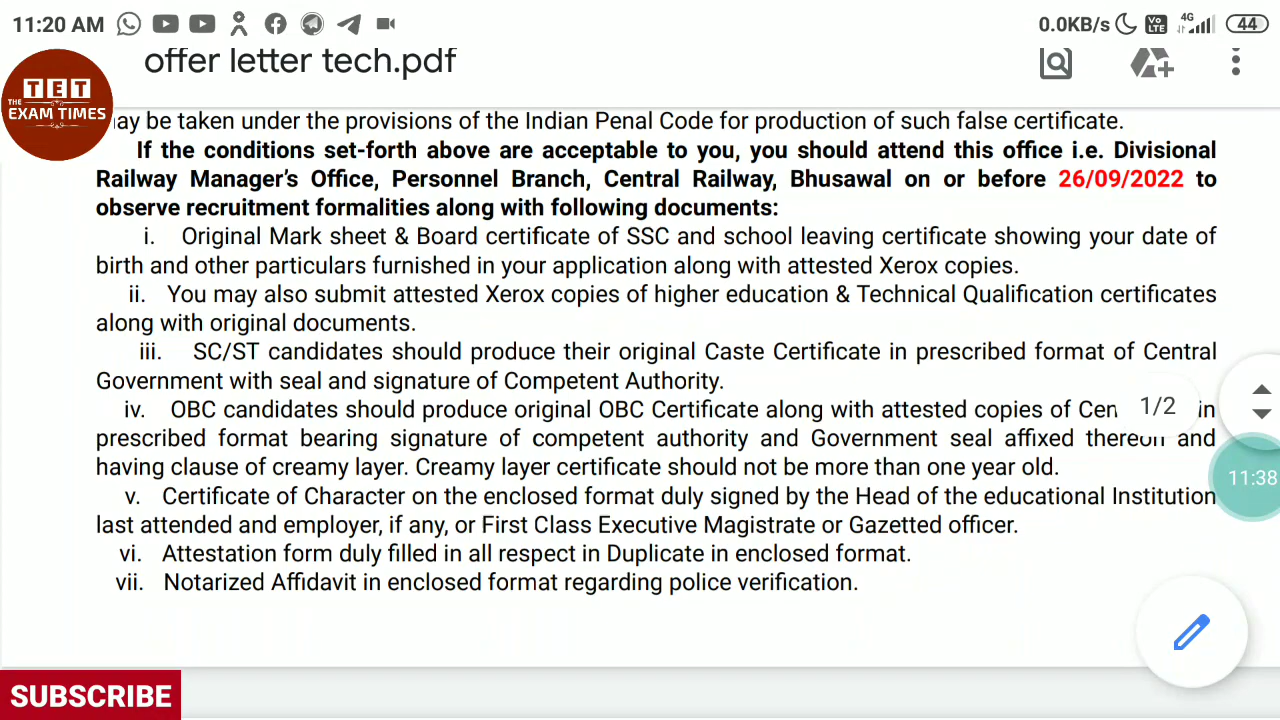 11:20 AM
0.0KB/s Vo LTE 4G 44
offer letter tech.pdf
TET
THE
EXAM TIMES
ay be taken under the provisions of the Indian Penal Code for production of such false certificate.
If the conditions set-forth above are acceptable to you, you should attend this office i.e. Divisional
Railway Manager's Office, Personnel Branch, Central Railway, Bhusawal on or before 26/09/2022 to
observe recruitment formalities along with following documents:
i. Original Mark sheet & Board certificate of SSC and school leaving certificate showing your date of
birth and other particulars furnished in your application along with attested Xerox copies.
ii. You may also submit attested Xerox copies of higher education & Technical Qualification certificates
along with original documents.
iii. SC/ST candidates should produce their original Caste Certificate in prescribed format of Central
Government with seal and signature of Competent Authority.
iv. OBC candidates should produce original OBC Certificate along with attested copies of Cen 1/2 in
prescribed format bearing signature of competent authority and Government seal affixed thereon and
having clause of creamy layer. Creamy layer certificate should not be more than one year old.
11:38
v. Certificate of Character on the enclosed format duly signed by the Head of the educational Institution
last attended and employer, if any, or First Class Executive Magistrate or Gazetted officer.
vi. Attestation form duly filled in all respect in Duplicate in enclosed format.
vii. Notarized Affidavit in enclosed format regarding police verification.
SUBSCRIBE